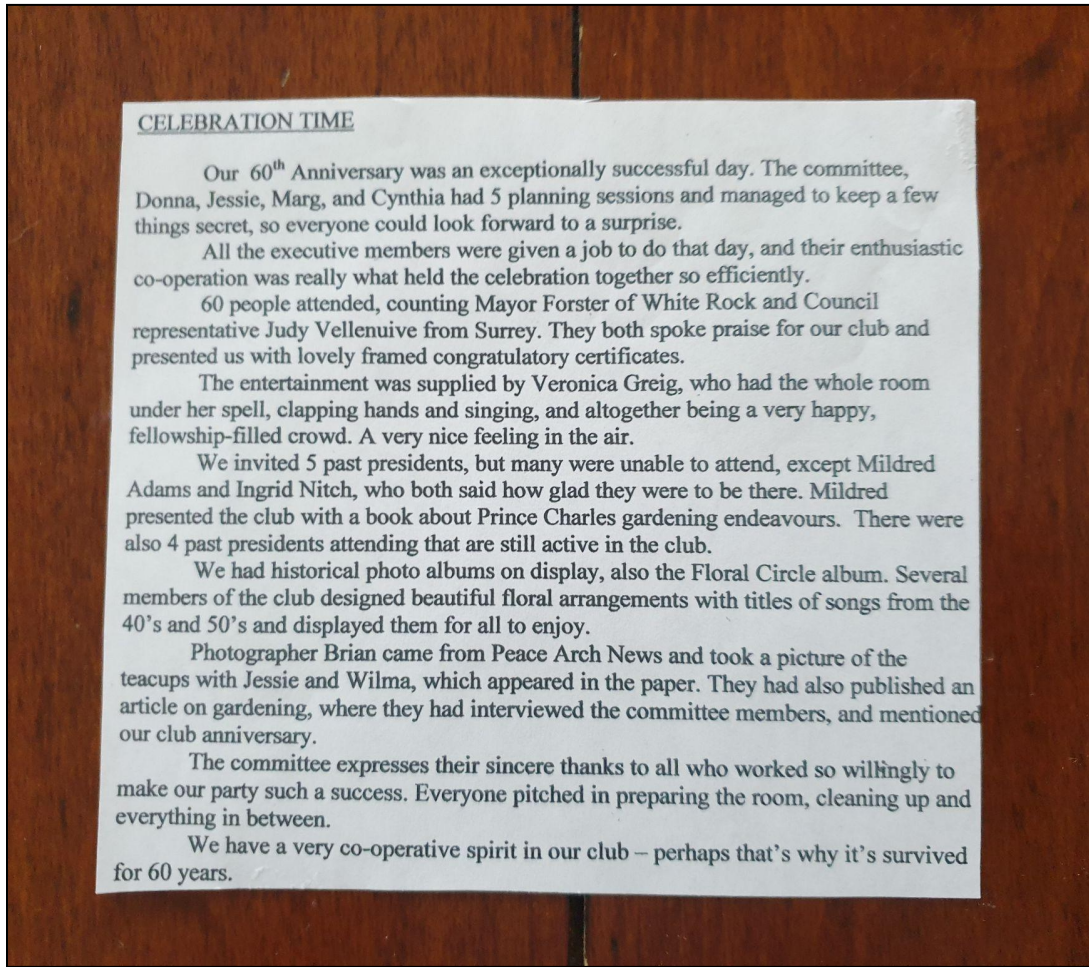 CELEBRATION TIME
Our 60th Anniversary was an exceptionally successful day. The committee,
Donna, Jessie, Marg, and Cynthia had 5 planning sessions and managed to keep a few
things secret, so everyone could look forward to a surprise.
All the executive members were given a job to do that day, and their enthusiastic
co-operation was really what held the celebration together so efficiently.
60 people attended, counting Mayor Forster of White Rock and Council
representative Judy Vellenuive from Surrey. They both spoke praise for our club and
presented us with lovely framed congratulatory certificates.
The entertainment was supplied by Veronica Greig, who had the whole room
under her spell, clapping hands and singing, and altogether being a very happy,
fellowship-filled crowd. A very nice feeling in the air.
We invited 5 past presidents, but many were unable to attend, except Mildred
Adams and Ingrid Nitch, who both said how glad they were to be there. Mildred
presented the club with a book about Prince Charles gardening endeavours. There were
also 4 past presidents attending that are still active in the club.
We had historical photo albums on display, also the Floral Circle album. Several
members of the club designed beautiful floral arrangements with titles of songs from the
40's and 50's and displayed them for all to enjoy.
Photographer Brian came from Peace Arch News and took a picture of the
teacups with Jessie and Wilma, which appeared in the paper. They had also published an
article on gardening, where they had interviewed the committee members, and mentioned
our club anniversary.
The committee expresses their sincere thanks to all who worked so willingly to
make our party such a success. Everyone pitched in preparing the room, cleaning up and
everything in between.
We have a very co-operative spirit in our club – perhaps that's why it's survived
for 60 years.